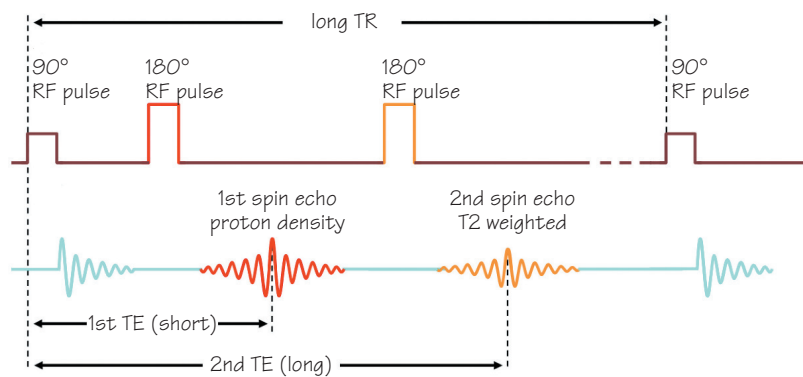 long TR
90°
RF pulse
180°
RF pulse
180°
RF pulse
90°
RF pulse
1st spin echo
proton density
2nd spin echo
T2 weighted
1st TE (short)
2nd TE (long)